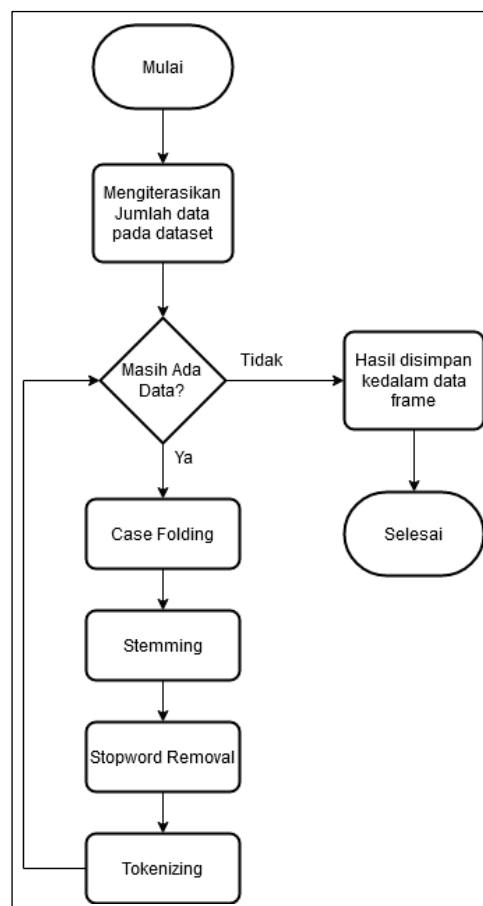 Mulai
Mengiterasikan
Jumlah data
pada dataset
Masih Ada
Data?
Tidak
Hasil disimpan
kedalam data
frame
Ya
Selesai
Case Folding
Stemming
Stopword Removal
Tokenizing